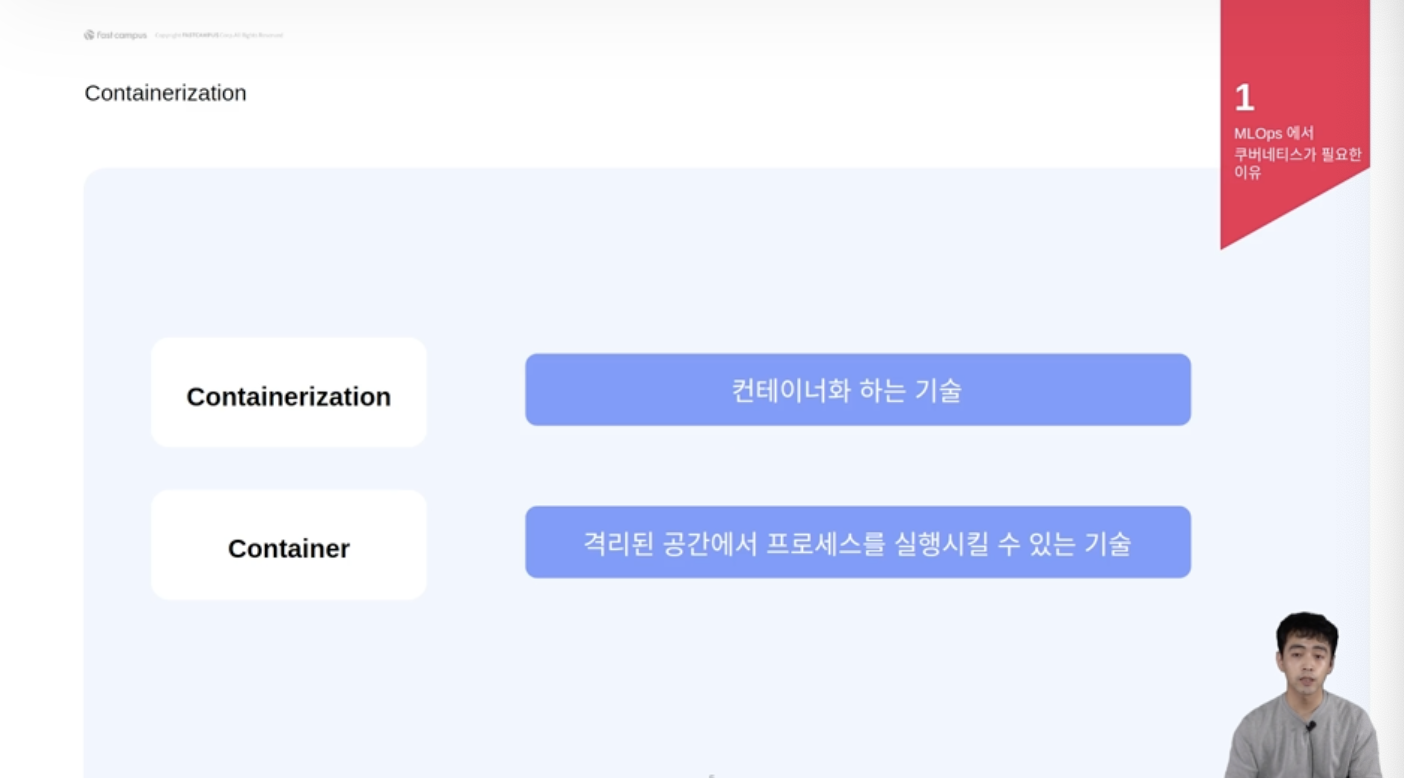 fast campus Copyright FASTCAMPUS Corp. All Rights Reserved
Containerization
1
MLOps 에서
쿠버네티스가 필요한
이유
Containerization
컨테이너화 하는 기술
Container
격리된 공간에서 프로세스를 실행시킬 수 있는 기술